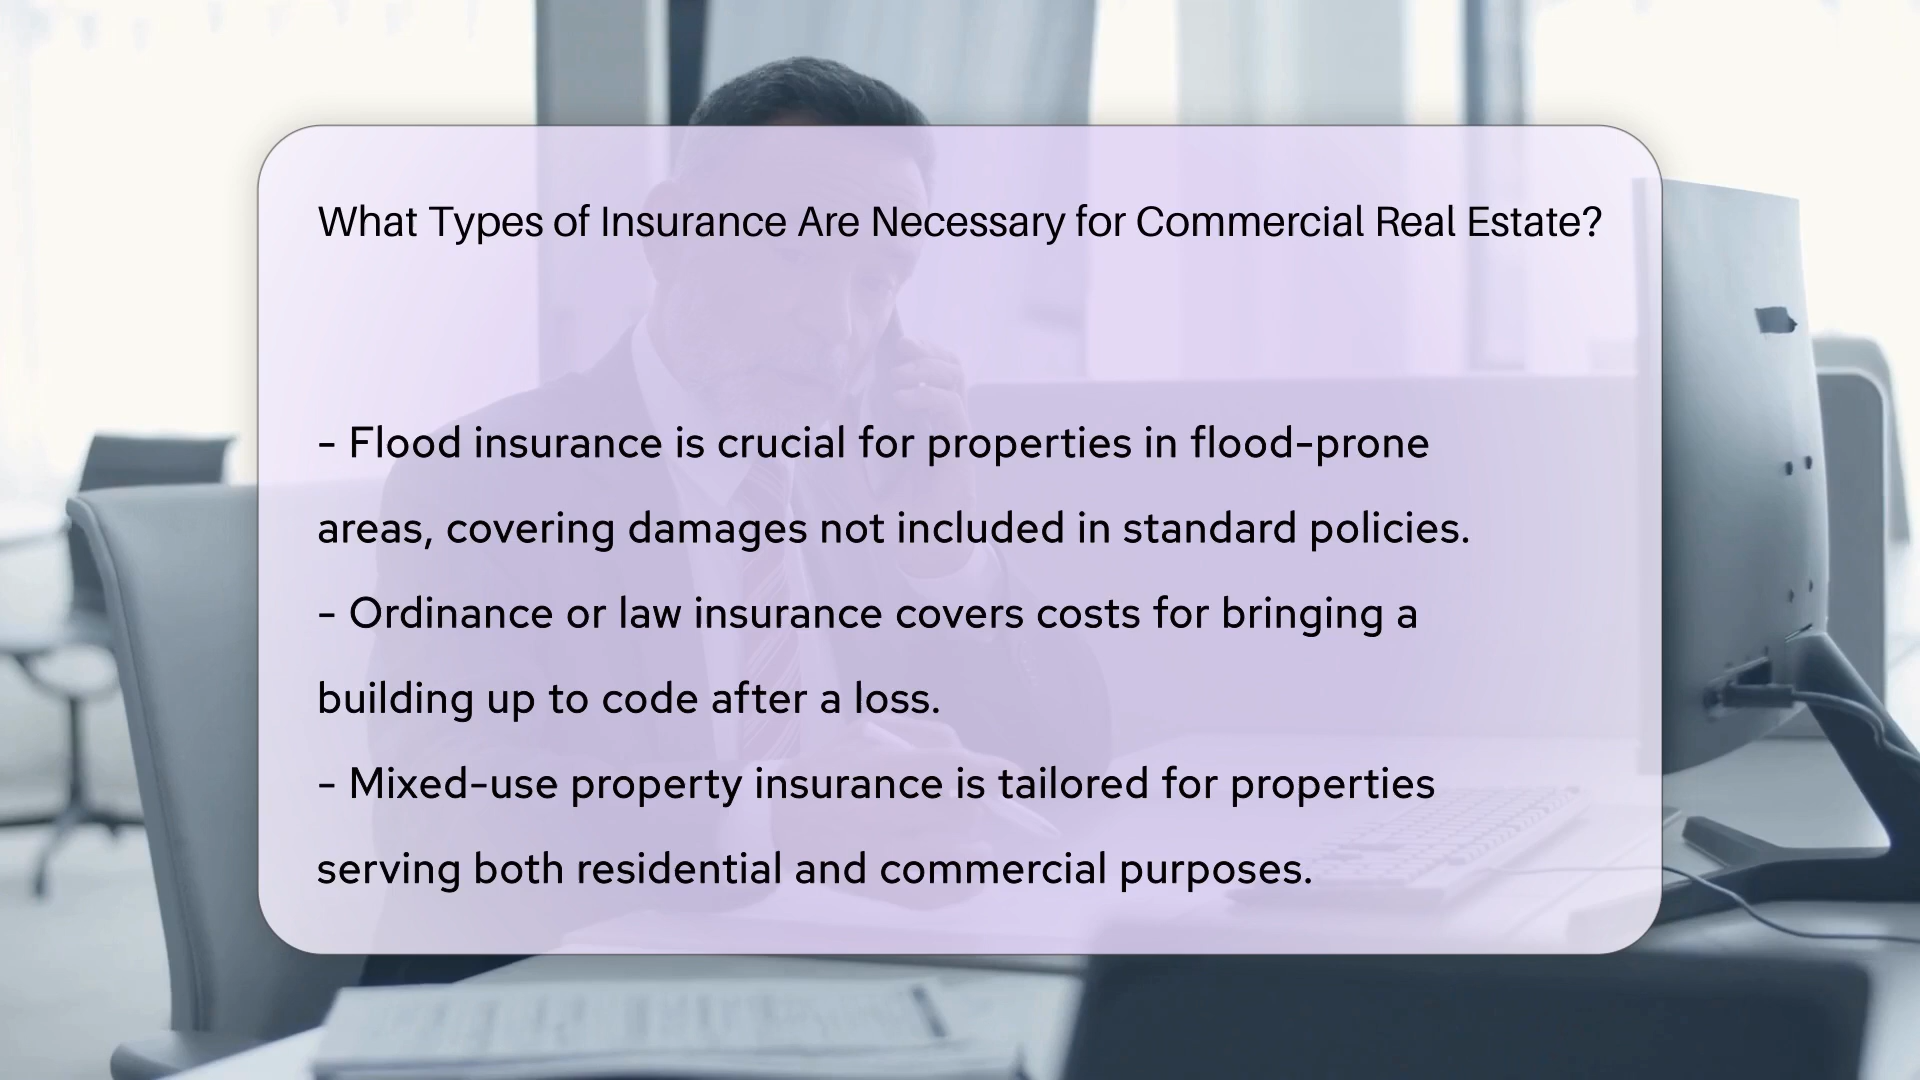 What Types of Insurance Are Necessary for Commercial Real Estate?
- Flood insurance is crucial for properties in flood-prone
areas, covering damages not included in standard policies.
- Ordinance or law insurance covers costs for bringing a
building up to code after a loss.
- Mixed-use property insurance is tailored for properties
serving both residential and commercial purposes.